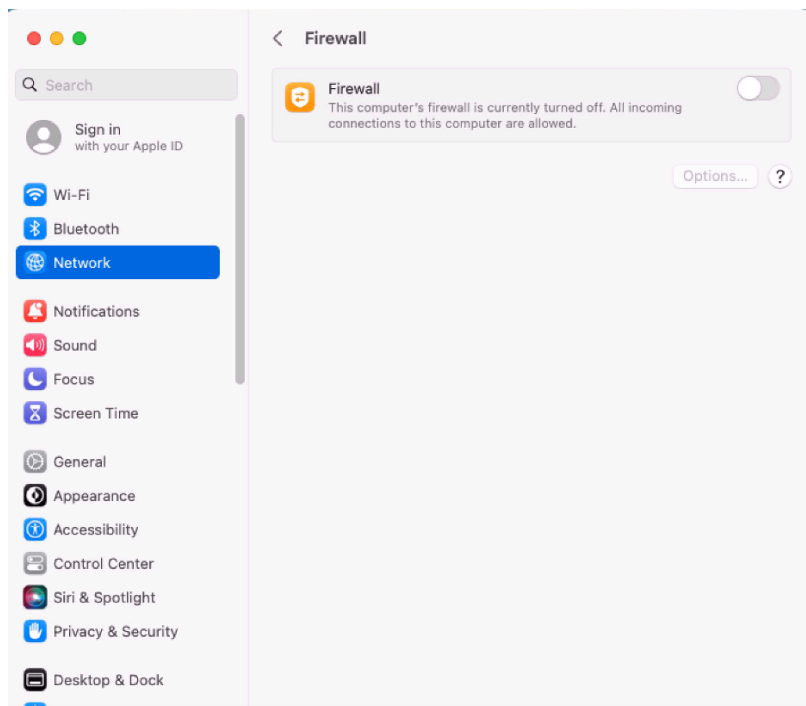 Firewall
Search
Sign in
with your Apple ID
Wi-Fi
Bluetooth
Network
Notifications
Sound
Focus
Screen Time
General
Appearance
Accessibility
Control Center
Siri & Spotlight
Privacy & Security
Desktop & Dock
Firewall
This computer's firewall is currently turned off. All incoming
connections to this computer are allowed.
Options...
?